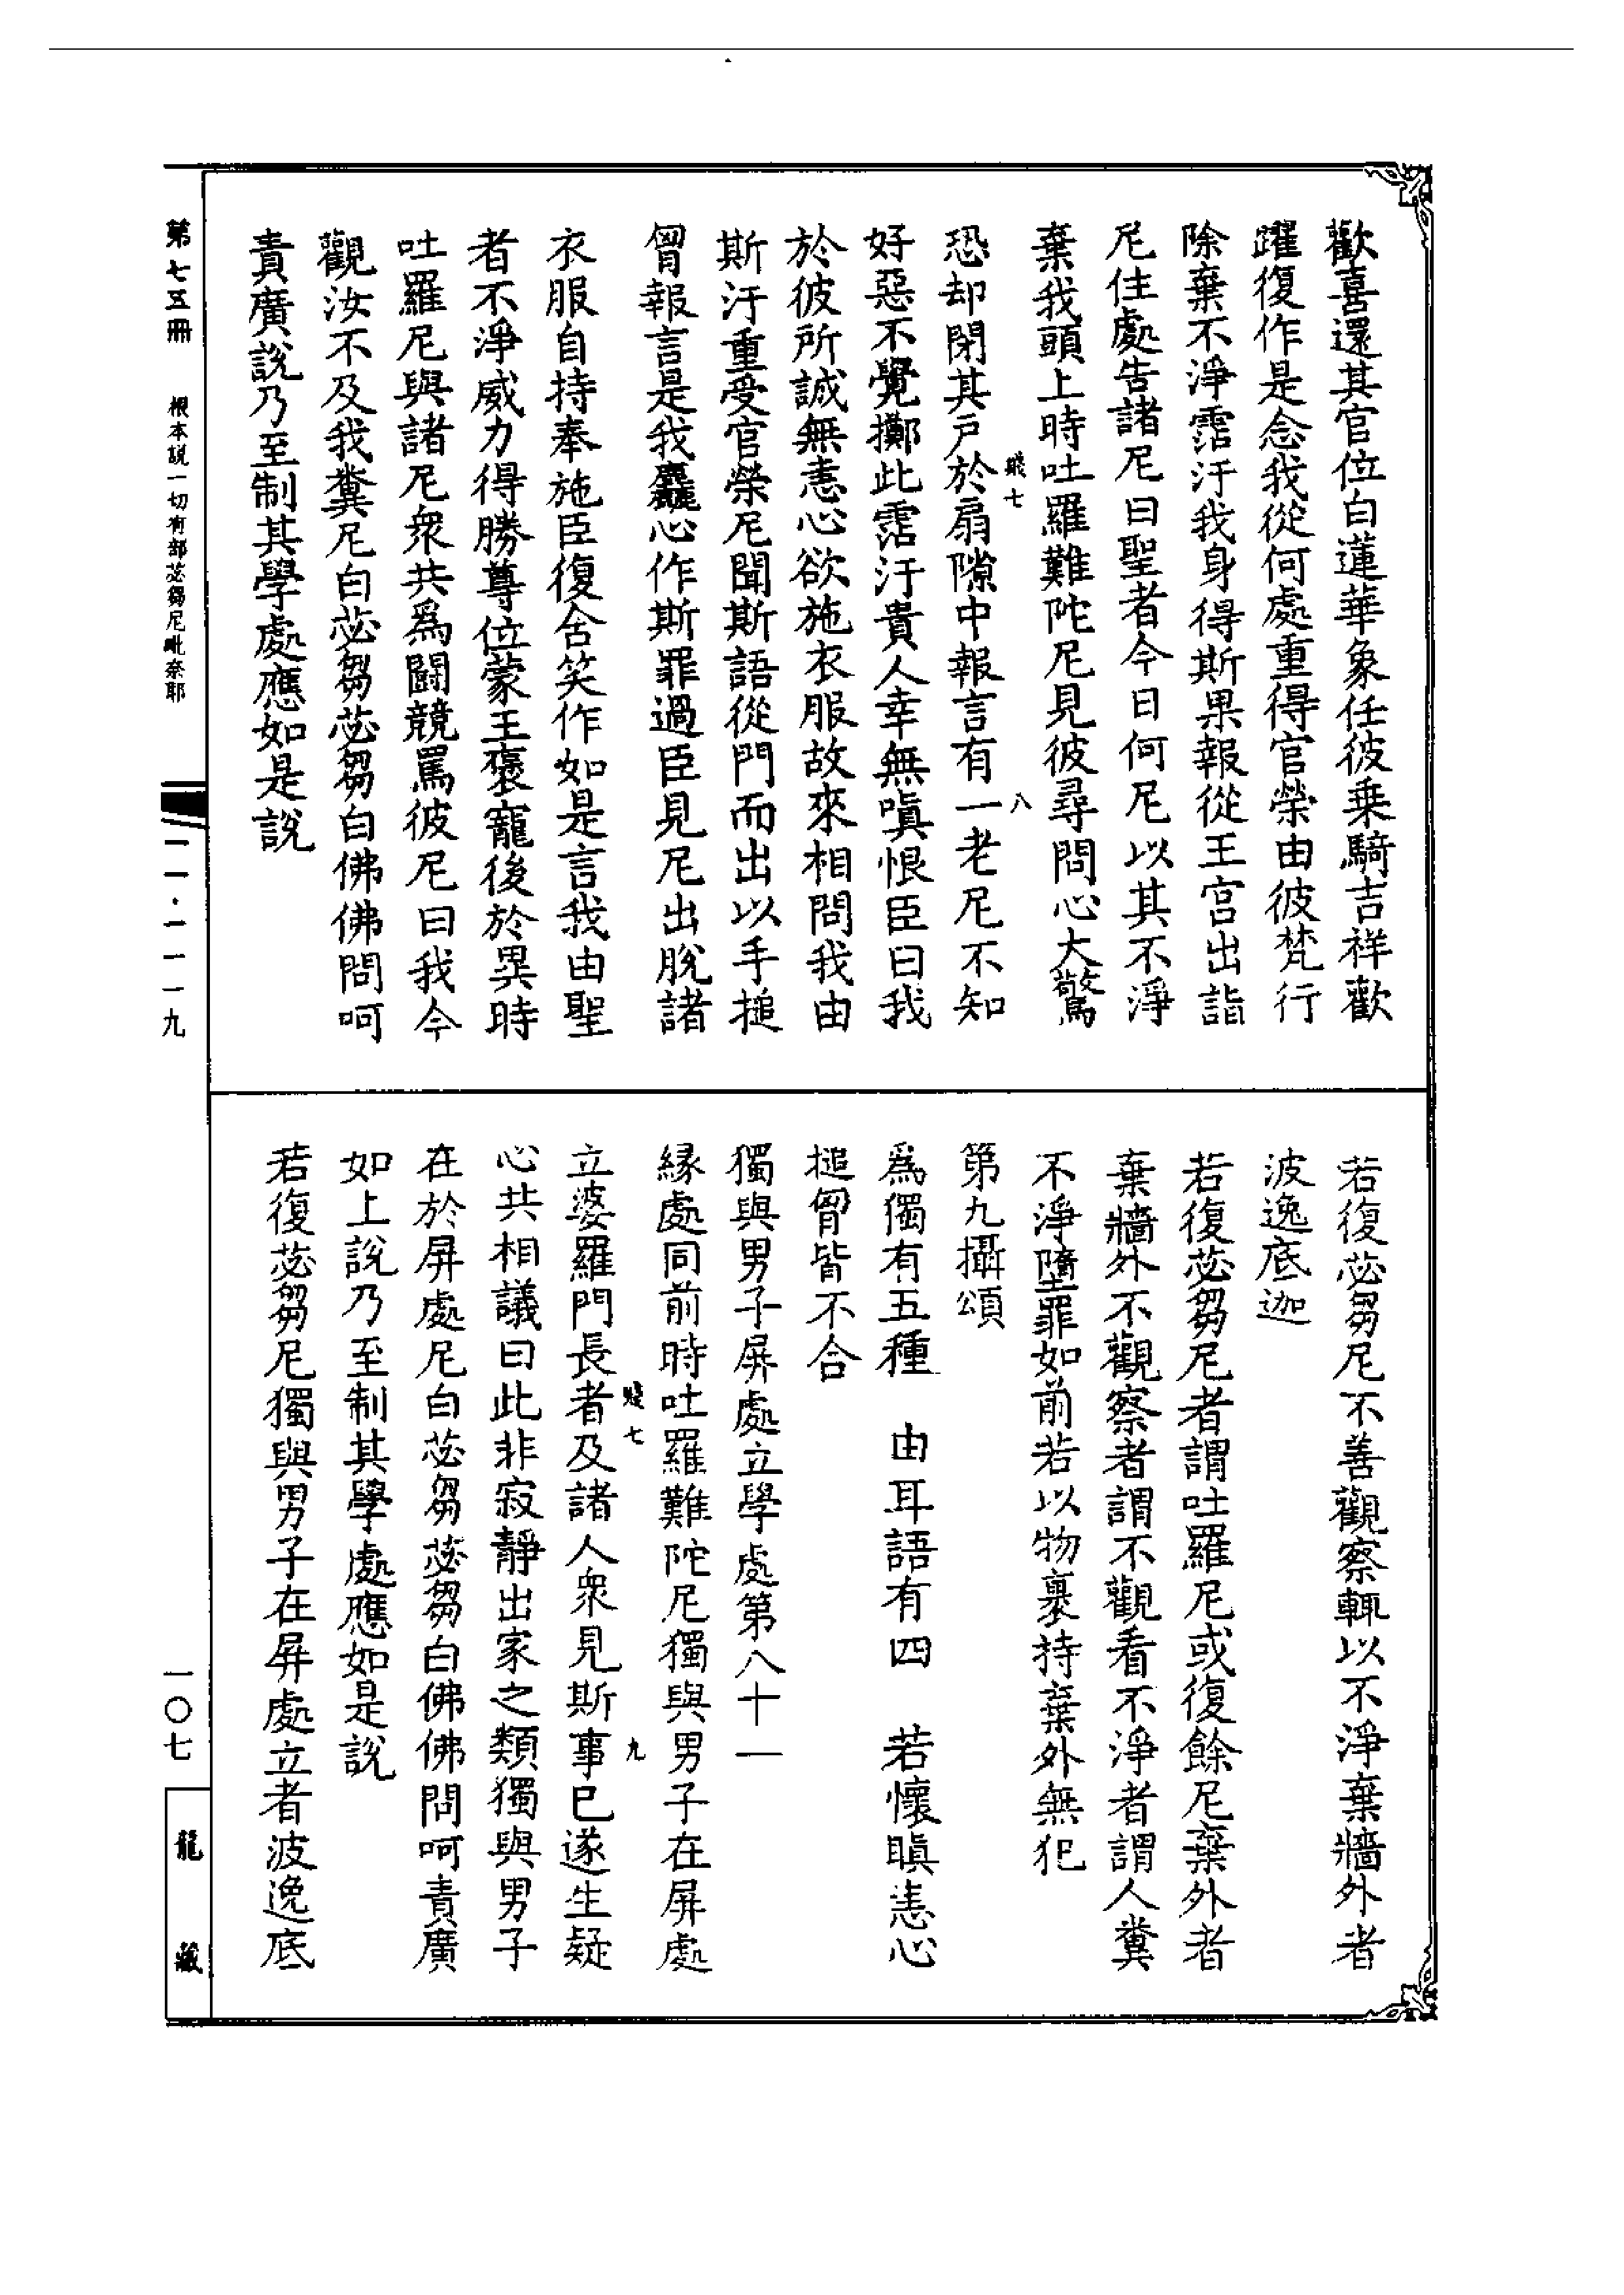 歡喜還其官位白蓮華象任彼乗騎吉祥歡
躍復作是念我從何處重得官榮由彼梵行
除棄不淨霑汙我身得斯果報從王宮出詣
尼住處告諸尼曰聖者今日何尼以其不淨
棄我頭上時吐羅難陀尼見彼尋問心大驚
恐却閉其戸於扇隙中報言有一老尼不知
好惡不覺擲此霑汙貴人幸無嗔恨臣曰我
於彼所誠無恚心欲施衣服故來相問我由
斯汙重受官榮尼聞斯語從門而出以手搥
胷報言是我麤心作斯罪過臣見尼出脫諸
衣服自持奉施臣復含笑作如是言我由聖
者不淨威力得勝尊位蒙王褒寵後於異時
吐羅尼與諸尼衆共爲鬬競罵彼尼曰我今
觀汝不及我糞尼白苾芻苾芻白佛佛問呵
責廣說乃至制其學處應如是說
若復苾芻尼不善觀察輒以不淨棄牆外者
波逸底迦
若復苾芻尼者謂吐羅尼或復餘尼棄外者
棄牆外不觀察者謂不觀看不淨者謂人糞
不淨墮罪如前若以物裹持棄外無犯
第九攝頌
爲獨有五種　由耳語有四　若懷瞋恚心
搥胷皆不合
獨與男子屏處立學處第八十一
緣處同前時吐羅難陀尼獨與男子在屏處
立婆羅門長者及諸人衆見斯事已遂生疑
心共相議曰此非寂靜出家之類獨與男子
在於屏處尼白苾芻苾芻白佛佛問呵責廣
如上說乃至制其學處應如是說
若復苾芻尼獨與男子在屏處立者波逸底
第七五冊　根本説一切有部苾芻尼毗奈耶
二一·一一一九
一〇七
龍藏
七
八
七
九